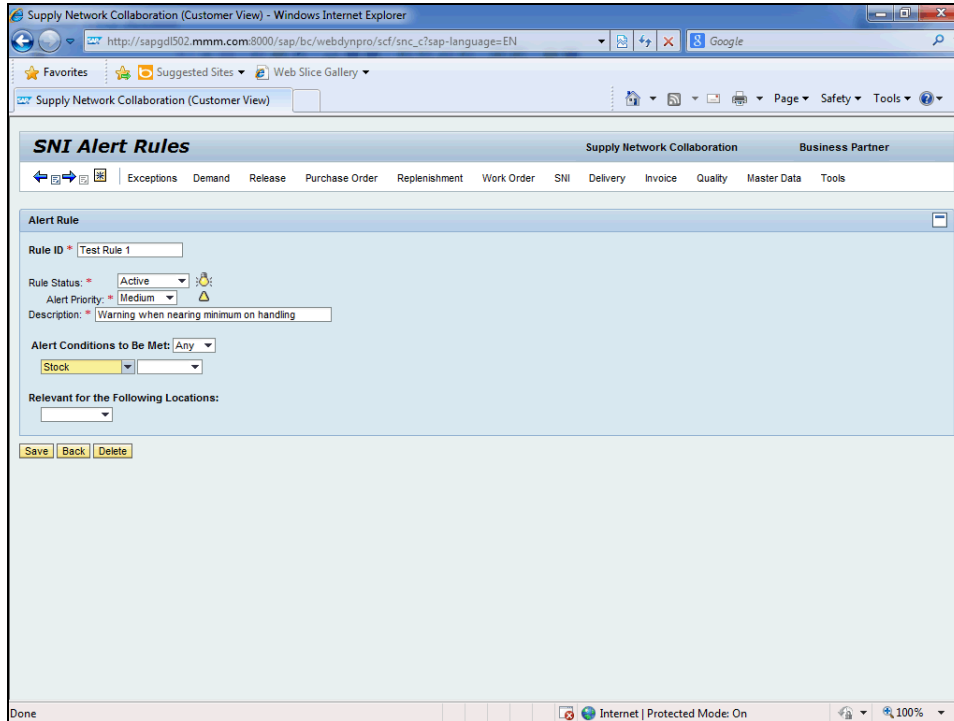 Supply Network Collaboration (Customer View) - Windows Internet Explorer
http://sapgdl502.mmm.com:8000/sap/bc/webdynpro/scf/snc_c?sap-language=EN
Google
Favorites Suggested Sites Web Slice Gallery
Supply Network Collaboration (Customer View) Page Safety Tools
SNI Alert Rules Supply Network Collaboration Business Partner
Exceptions Demand Release Purchase Order Replenishment Work Order SNI Delivery Invoice Quality Master Data Tools
Alert Rule
Rule ID * Test Rule 1
Rule Status: * Active
Alert Priority: * Medium
Description: * Warning when nearing minimum on handling
Alert Conditions to Be Met: Any
Stock
Relevant for the Following Locations:
Save Back Delete
Done Internet | Protected Mode: On 100%